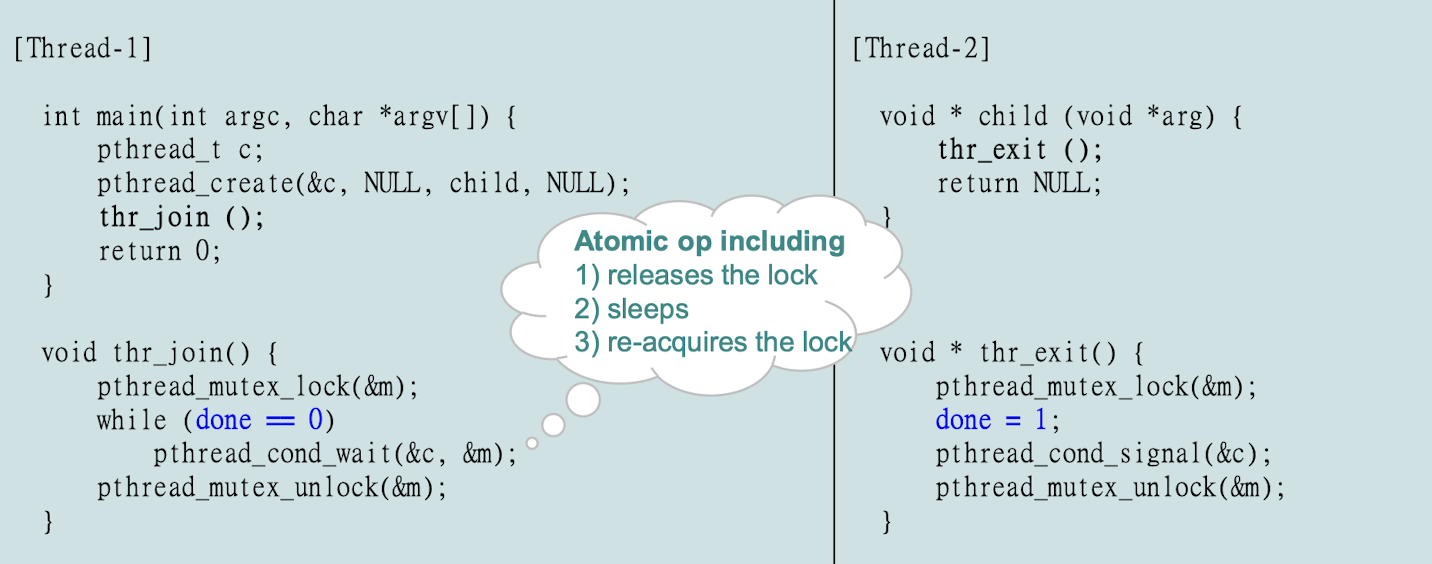 [Thread-1]
int main(int argc, char *argv[]) {
pthread_t c;
pthread_create(&c, NULL, child, NULL);
thr_join ();
return 0;
}
void thr_join() {
pthread_mutex_lock(&m);
while (done == 0)
pthread_cond_wait(&c, &m);
pthread_mutex_unlock(&m);
}
Atomic op including
1) releases the lock
2) sleeps
3) re-acquires the lock
[Thread-2]
void * child (void *arg) {
thr_exit ();
return NULL;
}
void * thr_exit() {
pthread_mutex_lock(&m);
done = 1;
pthread_cond_signal(&c);
pthread_mutex_unlock(&m);
}